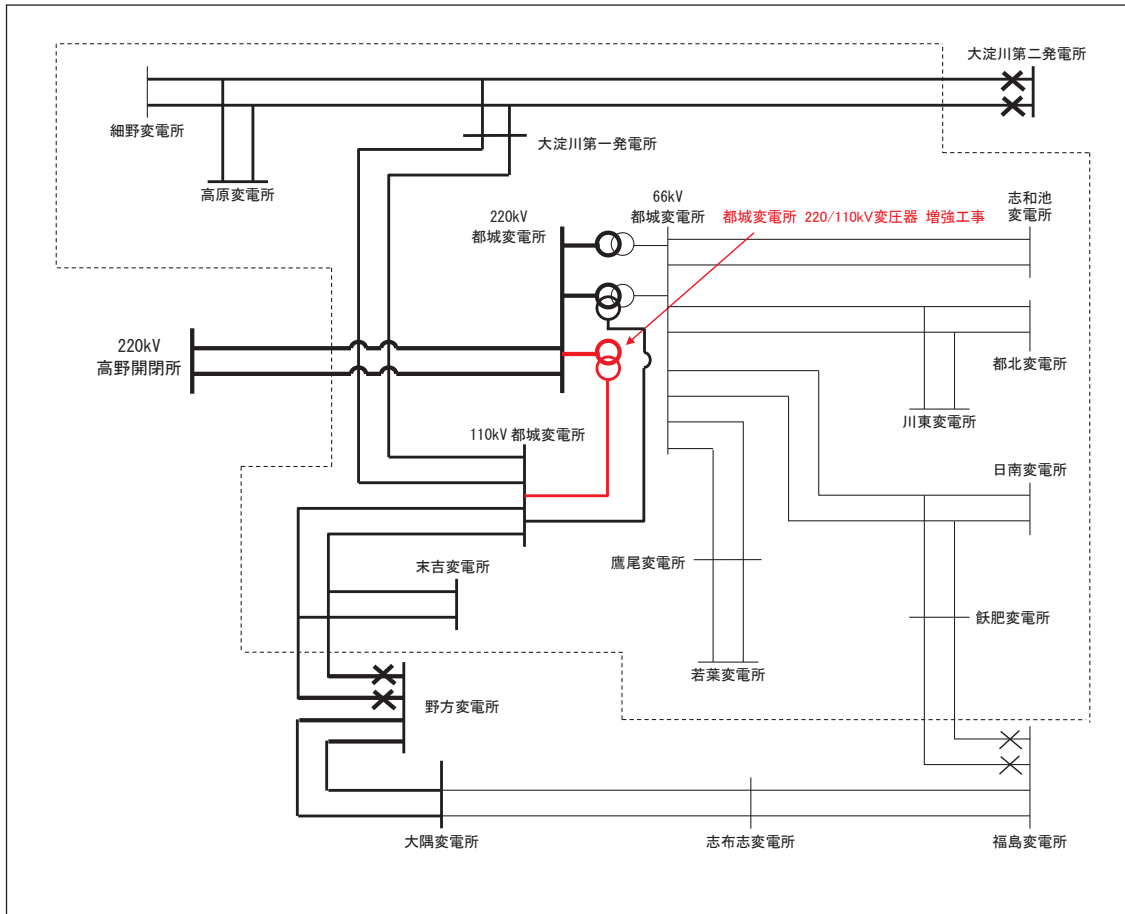 大淀川第二発電所
細野変電所
大淀川第一発電所
高原変電所
220kV
都城変電所
66kV
都城変電所
都城変電所 220/110kV変圧器 増強工事
志和池
変電所
220kV
高野開閉所
都北変電所
川東変電所
110kV 都城変電所
日南変電所
末吉変電所
鷹尾変電所
飫肥変電所
若葉変電所
野方変電所
大隅変電所
志布志変電所
福島変電所